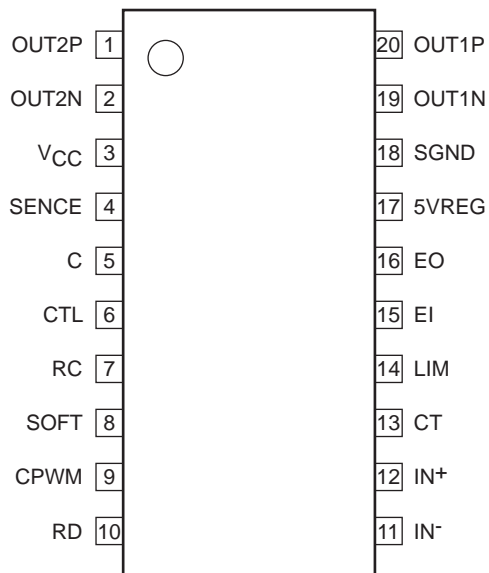 OUT2P 1 20 OUT1P
OUT2N 2 19 OUT1N
VCC 3 18 SGND
SENCE 4 17 5VREG
C 5 16 EO
CTL 6 15 EI
RC 7 14 LIM
SOFT 8 13 CT
CPWM 9 12 IN+
RD 10 11 IN-